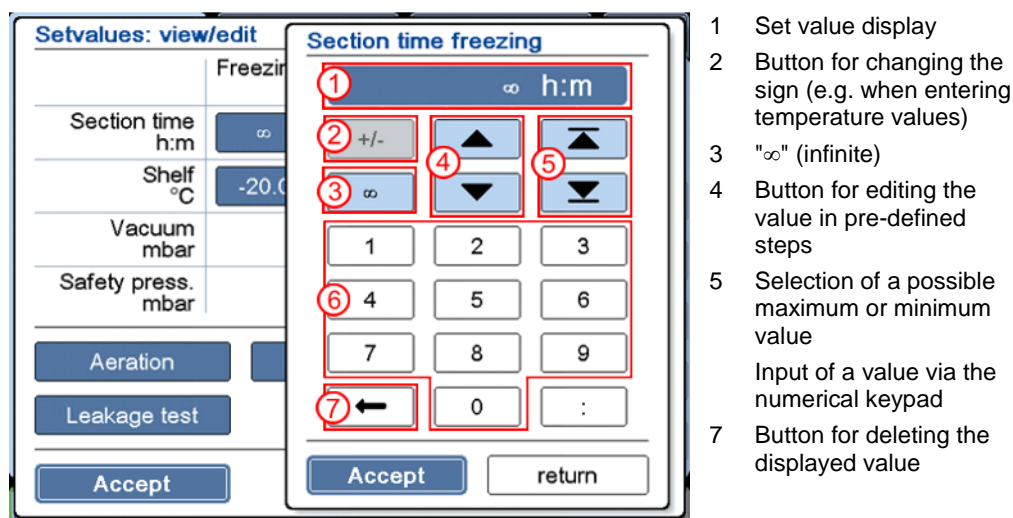 Setvalues: view/edit
Freezin
Section time
h:m
∞
Shelf
°C
-20.0
Vacuum
mbar
Safety press.
mbar
Aeration
Leakage test
Accept
Section time freezing
1 ∞ h:m
2 +/-
4
5
3 ∞
1 2 3
6 4 5 6
7 8 9
7 0 :
Accept return
1 Set value display
2 Button for changing the
sign (e.g. when entering
temperature values)
3 "∞" (infinite)
4 Button for editing the
value in pre-defined
steps
5 Selection of a possible
maximum or minimum
value
Input of a value via the
numerical keypad
7 Button for deleting the
displayed value